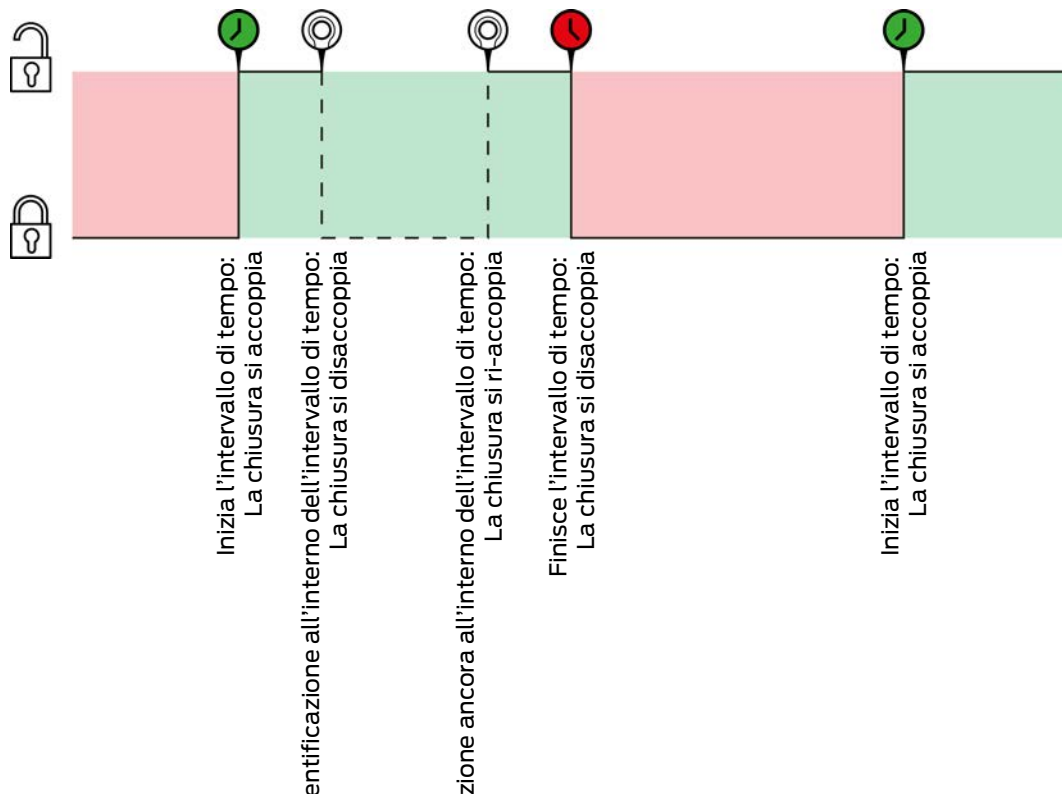 Inizia l'intervallo di tempo:
La chiusura si accoppia
entificazione all'interno dell'intervallo di tempo:
La chiusura si disaccoppia
zione ancora all'interno dell'intervallo di tempo:
La chiusura si ri-accoppia
Finisce l'intervallo di tempo:
La chiusura si disaccoppia
Inizia l'intervallo di tempo:
La chiusura si accoppia